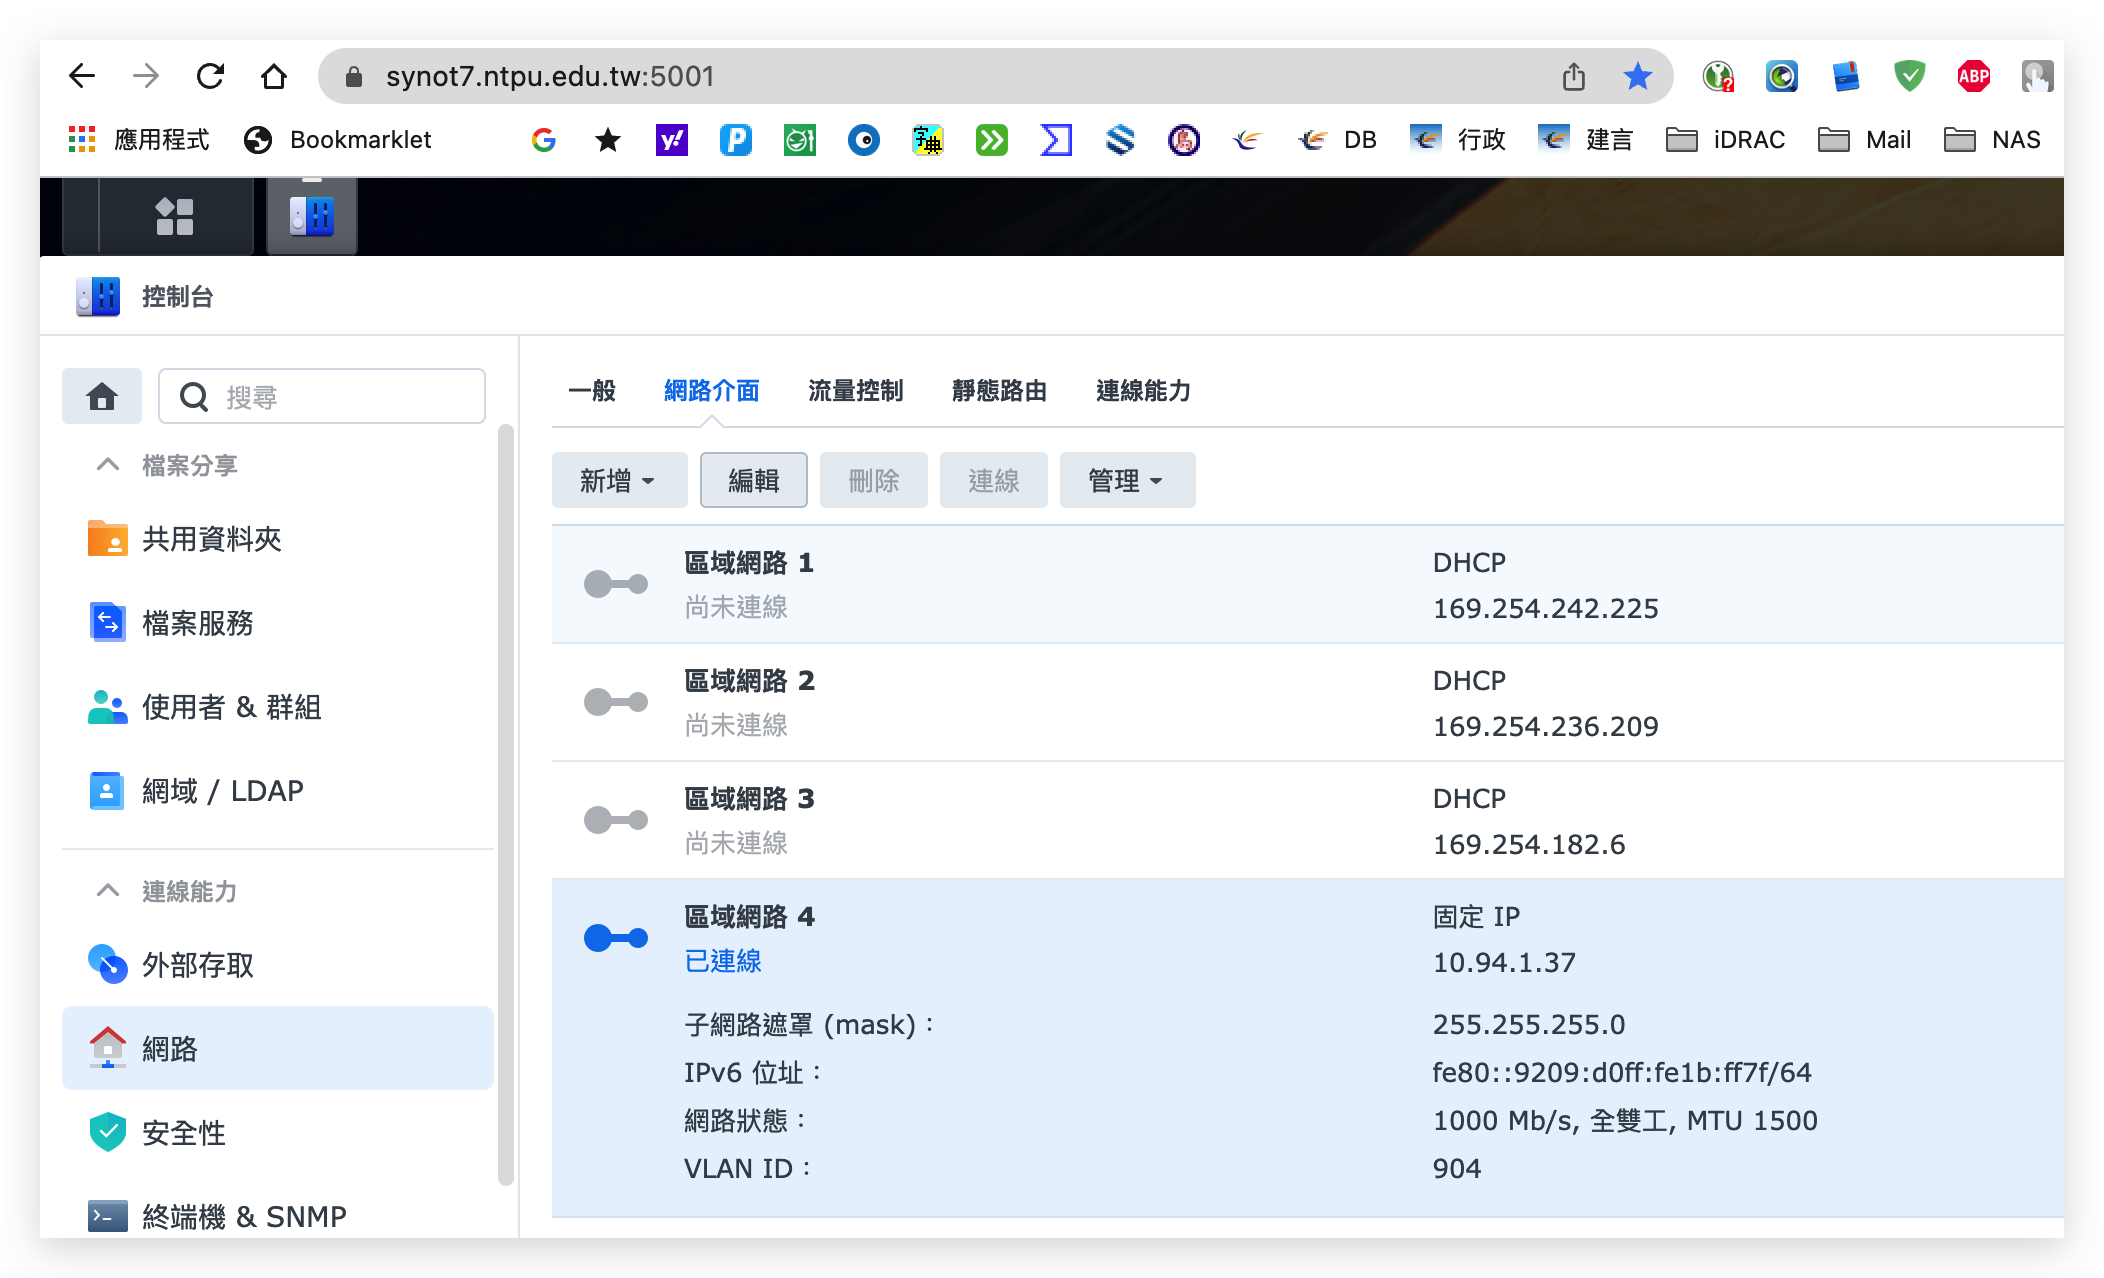 synot7.ntpu.edu.tw:5001
ABP
應用程式 Bookmarklet DB 行政 建言 iDRAC Mail NAS
控制台
搜尋
檔案分享
共用資料夾
檔案服務
使用者 & 群組
網域 / LDAP
連線能力
外部存取
網路
安全性
終端機 & SNMP
一般 網路介面 流量控制 靜態路由 連線能力
新增 編輯 刪除 連線 管理
區域網路 1 DHCP
尚未連線 169.254.242.225
區域網路 2 DHCP
尚未連線 169.254.236.209
區域網路 3 DHCP
尚未連線 169.254.182.6
區域網路 4 固定 IP
已連線 10.94.1.37
子網路遮罩 (mask)： 255.255.255.0
IPv6 位址： fe80::9209:d0ff:fe1b:ff7f/64
網路狀態： 1000 Mb/s, 全雙工, MTU 1500
VLAN ID： 904